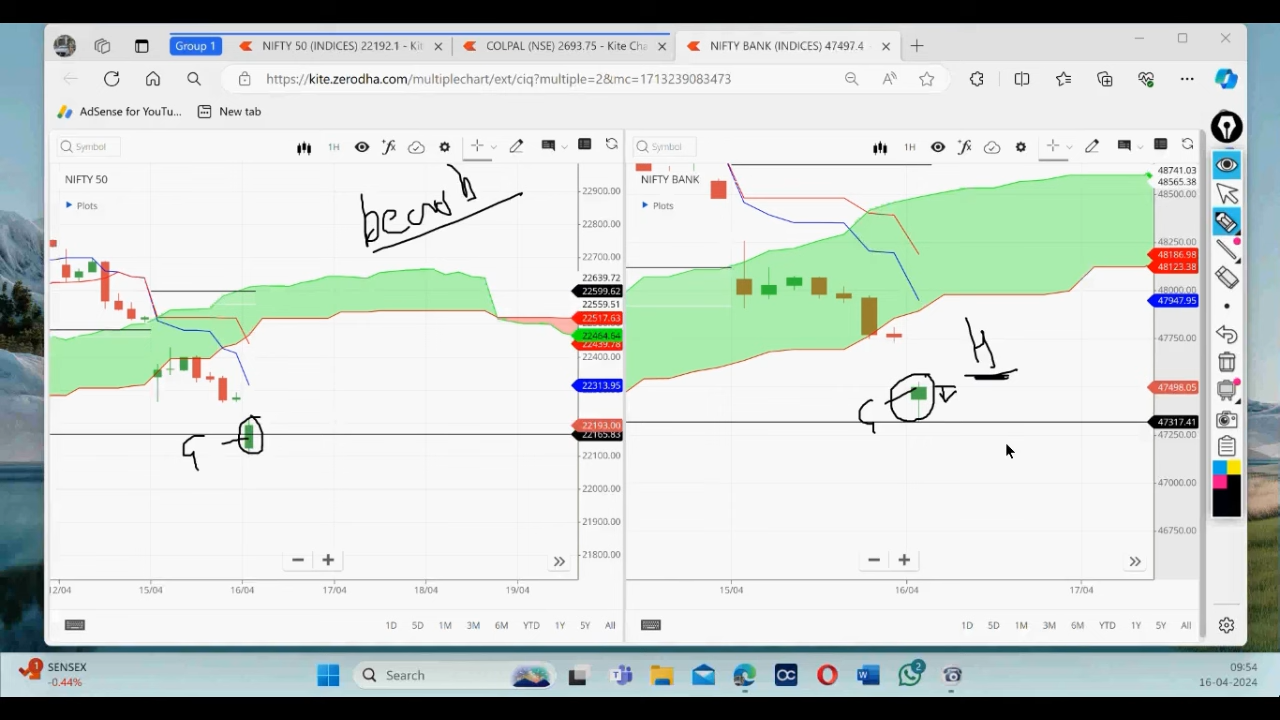 Group 1
NIFTY 50 (INDICES) 22192.1 - Kit
COLPAL (NSE) 2693.75 - Kite Cha
NIFTY BANK (INDICES) 47497.4
https://kite.zerodha.com/multiplechart/ext/ciq?multiple=2&mc=1713239083473
AdSense for YouTu...
New tab
Symbol
1H
NIFTY 50
Plots
22900.00
22800.00
22700.00
22639.72
22599.62
22559.51
22517.63
22464.64
22439.78
22400.00
22313.95
22193.00
22165.83
22100.00
22000.00
21900.00
21800.00
G
12/04
15/04
16/04
17/04
18/04
19/04
1D 5D 1M 3M 6M YTD 1Y 5Y All
Symbol
1H
NIFTY BANK
Plots
48741.03
48565.38
48500.00
48250.00
48186.98
48123.38
48000.00
47947.95
47750.00
47498.05
47317.41
47250.00
47000.00
46750.00
H
G
15/04
16/04
17/04
1D 5D 1M 3M 6M YTD 1Y 5Y All
1
SENSEX
-0.44%
Search
2
09:54
16-04-2024